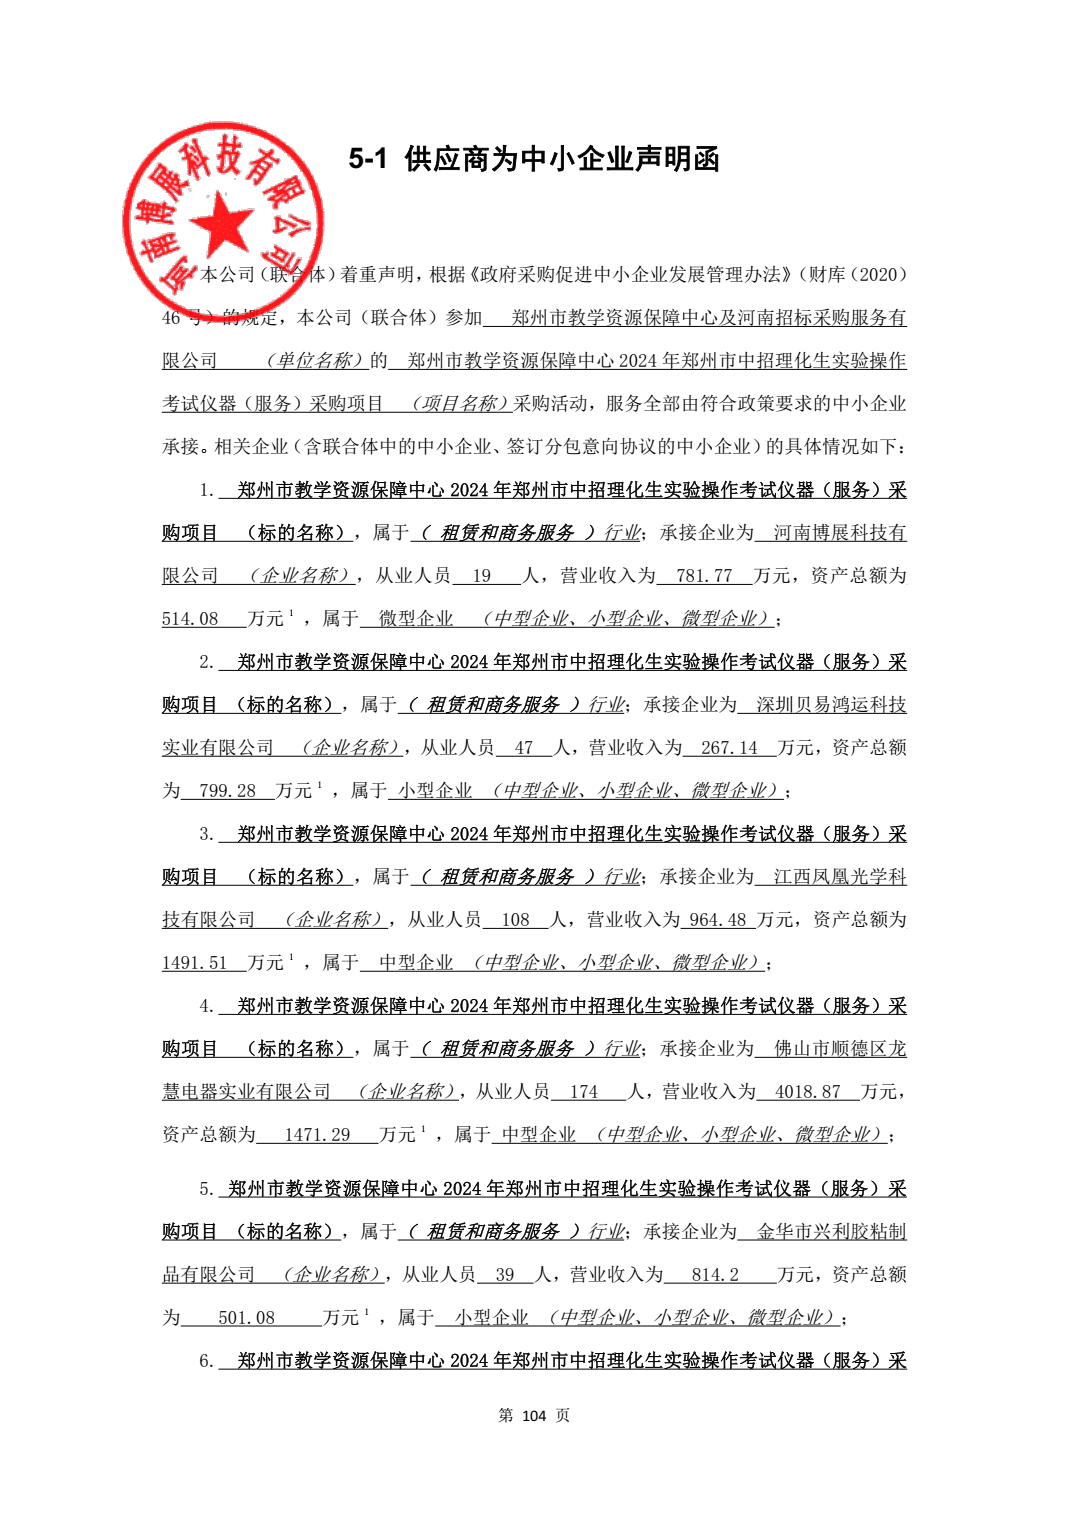 河南博展科技有限公司
5-1 供应商为中小企业声明函
本公司（联合体）着重声明，根据《政府采购促进中小企业发展管理办法》（财库（2020）
46 号）的规定，本公司（联合体）参加 郑州市教学资源保障中心及河南招标采购服务有
限公司 （单位名称）的 郑州市教学资源保障中心 2024 年郑州市中招理化生实验操作
考试仪器（服务）采购项目 （项目名称）采购活动，服务全部由符合政策要求的中小企业
承接。相关企业（含联合体中的中小企业、签订分包意向协议的中小企业）的具体情况如下：
1. 郑州市教学资源保障中心 2024 年郑州市中招理化生实验操作考试仪器（服务）采
购项目 （标的名称），属于（ 租赁和商务服务 ）行业；承接企业为 河南博展科技有
限公司 （企业名称），从业人员 19 人，营业收入为 781.77 万元，资产总额为
514.08 万元¹ ，属于 微型企业 （中型企业、小型企业、微型企业）；
2. 郑州市教学资源保障中心 2024 年郑州市中招理化生实验操作考试仪器（服务）采
购项目 （标的名称），属于（ 租赁和商务服务 ）行业；承接企业为 深圳贝易鸿运科技
实业有限公司 （企业名称），从业人员 47 人，营业收入为 267.14 万元，资产总额
为 799.28 万元¹ ，属于 小型企业 （中型企业、小型企业、微型企业）；
3. 郑州市教学资源保障中心 2024 年郑州市中招理化生实验操作考试仪器（服务）采
购项目 （标的名称），属于（ 租赁和商务服务 ）行业；承接企业为 江西凤凰光学科
技有限公司 （企业名称），从业人员 108 人，营业收入为 964.48 万元，资产总额为
1491.51 万元¹ ，属于 中型企业 （中型企业、小型企业、微型企业）；
4. 郑州市教学资源保障中心 2024 年郑州市中招理化生实验操作考试仪器（服务）采
购项目 （标的名称），属于（ 租赁和商务服务 ）行业；承接企业为 佛山市顺德区龙
慧电器实业有限公司 （企业名称），从业人员 174 人，营业收入为 4018.87 万元，
资产总额为 1471.29 万元¹ ，属于 中型企业 （中型企业、小型企业、微型企业）；
5. 郑州市教学资源保障中心 2024 年郑州市中招理化生实验操作考试仪器（服务）采
购项目 （标的名称），属于（ 租赁和商务服务 ）行业；承接企业为 金华市兴利胶粘制
品有限公司 （企业名称），从业人员 39 人，营业收入为 814.2 万元，资产总额
为 501.08 万元¹ ，属于 小型企业 （中型企业、小型企业、微型企业）；
6. 郑州市教学资源保障中心 2024 年郑州市中招理化生实验操作考试仪器（服务）采
第 104 页